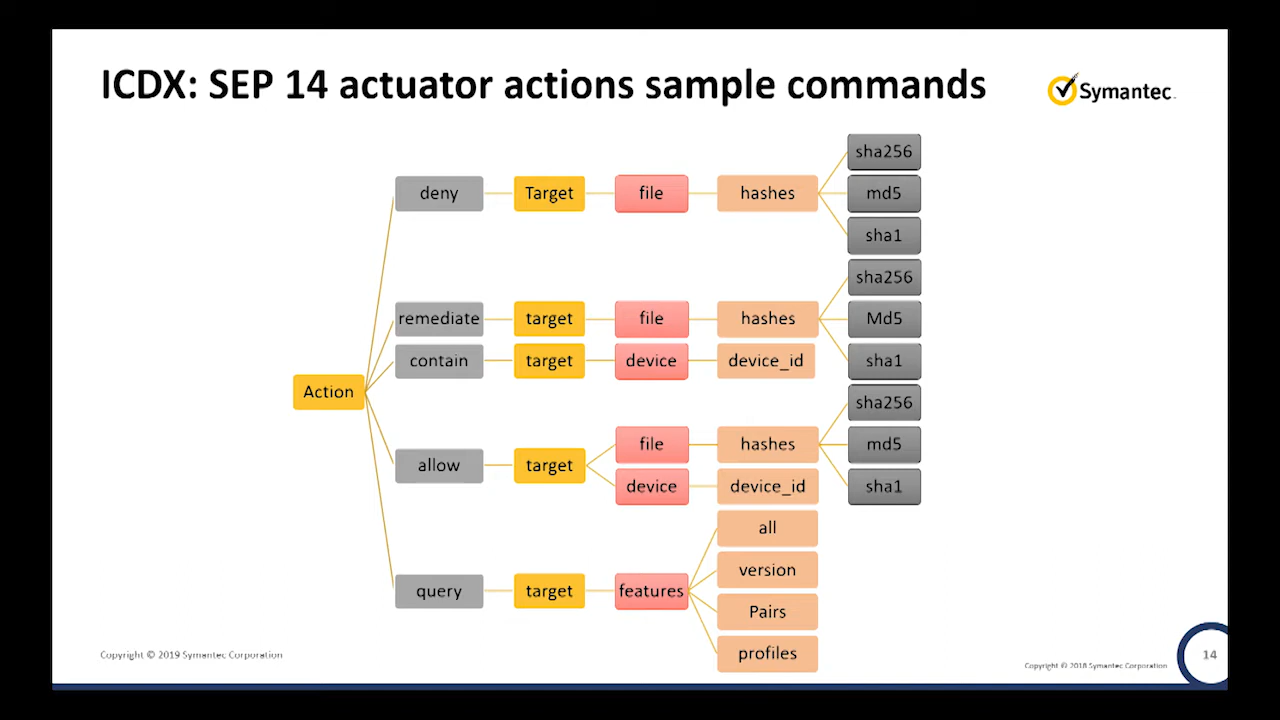 ICDX: SEP 14 actuator actions sample commands
Symantec
Action
deny
Target
file
hashes
sha256
md5
sha1
remediate
target
file
hashes
sha256
Md5
sha1
contain
target
device
device_id
allow
target
file
hashes
sha256
md5
sha1
device
device_id
query
target
features
all
version
Pairs
profiles
Copyright © 2019 Symantec Corporation
Copyright © 2018 Symantec Corporation
14